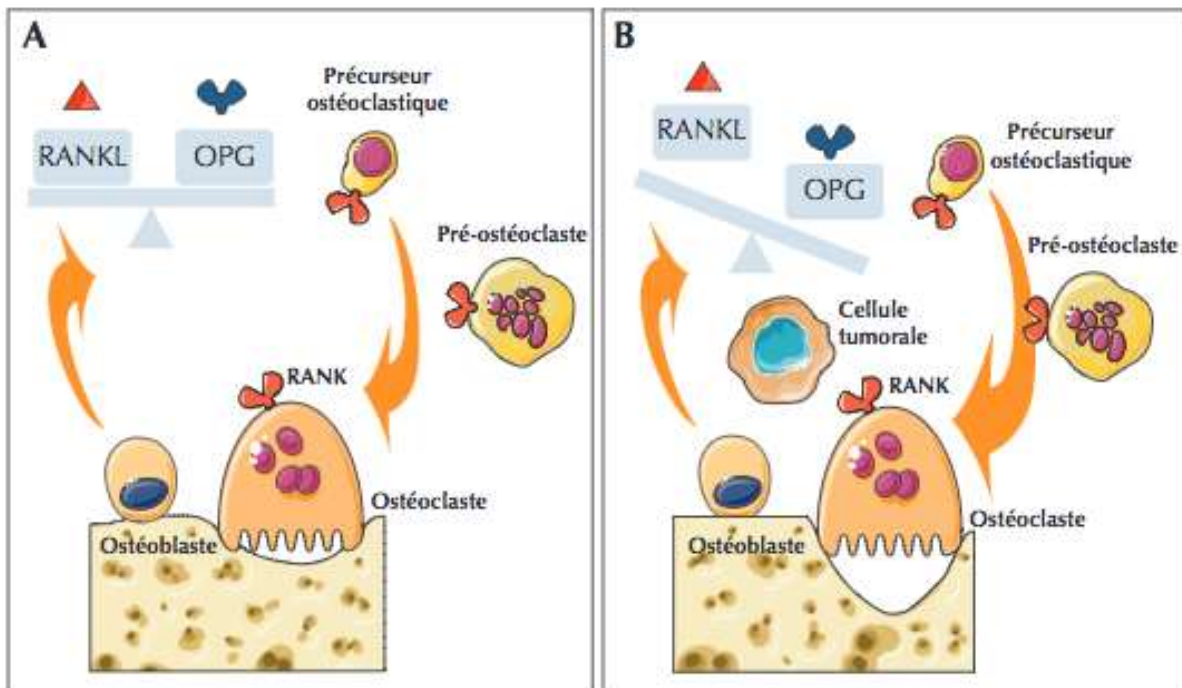 A
RANKL
OPG
Précurseur
ostéoclastique
Pré-ostéoclaste
RANK
Ostéoclaste
Ostéoblaste
B
RANKL
OPG
Précurseur
ostéoclastique
Pré-ostéoclaste
Cellule
tumorale
RANK
Ostéoclaste
Ostéoblaste